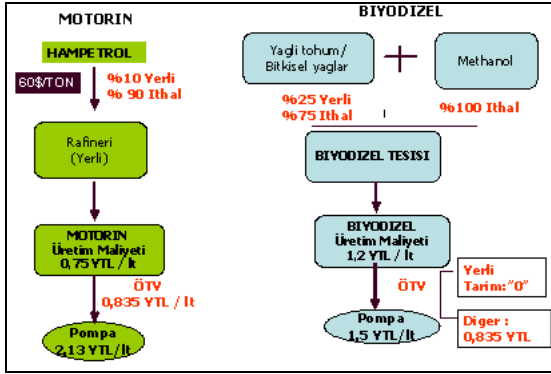 MOTORIN
HAMPETROL
60$/TON
%10 Yerli
% 90 Ithal
Rafineri
(Yerli)
MOTORIN
Üretim Maliyeti
0,75 YTL / lt
ÖTV
0,835 YTL / lt
Pompa
2,13 YTL/lt
BIYODIZEL
Yagli tohum/
Bitkisel yaglar
Methanol
%25 Yerli
%75 Ithal
%100 Ithal
BIYODIZEL TESISI
BIYODIZEL
Üretim Maliyeti
1,2 YTL / lt
ÖTV
Yerli
Tarim:"0"
Diger :
0,835 YTL
Pompa
1,5 YTL/lt